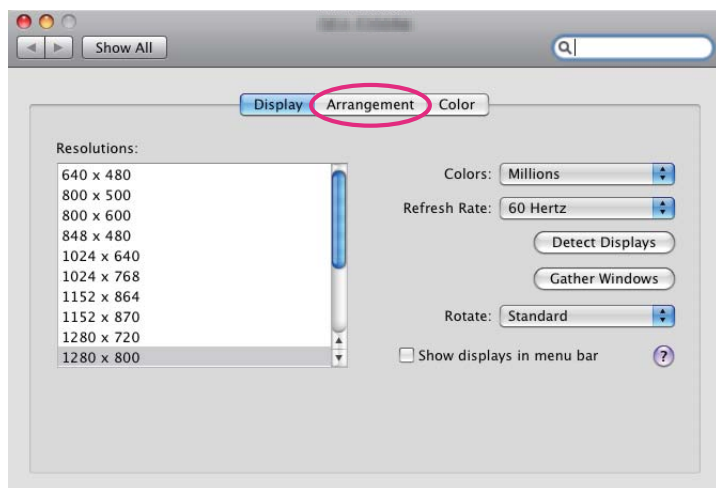 Show All
Display Arrangement Color
Resolutions:
640 x 480
800 x 500
800 x 600
848 x 480
1024 x 640
1024 x 768
1152 x 864
1152 x 870
1280 x 720
1280 x 800
Colors: Millions
Refresh Rate: 60 Hertz
Detect Displays
Gather Windows
Rotate: Standard
Show displays in menu bar ?